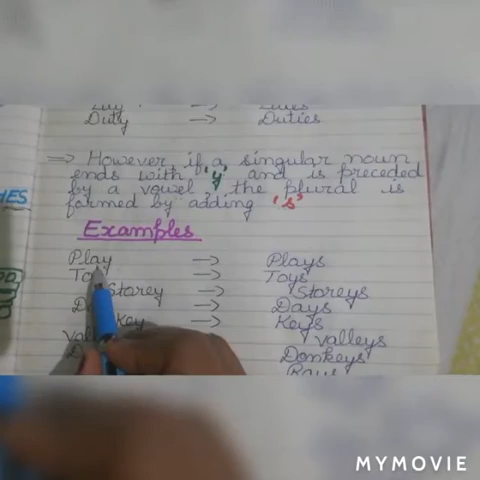 Duty → Duties
⇒ However if a singular noun
ends with 'y' and is preceded
by a vowel, the plural is
formed by adding 's'
Examples
Play → Plays
Toy → Toys
Storey → Storeys
→ Days
Key → Keys
valleys
Donkeys
MYMOVIE